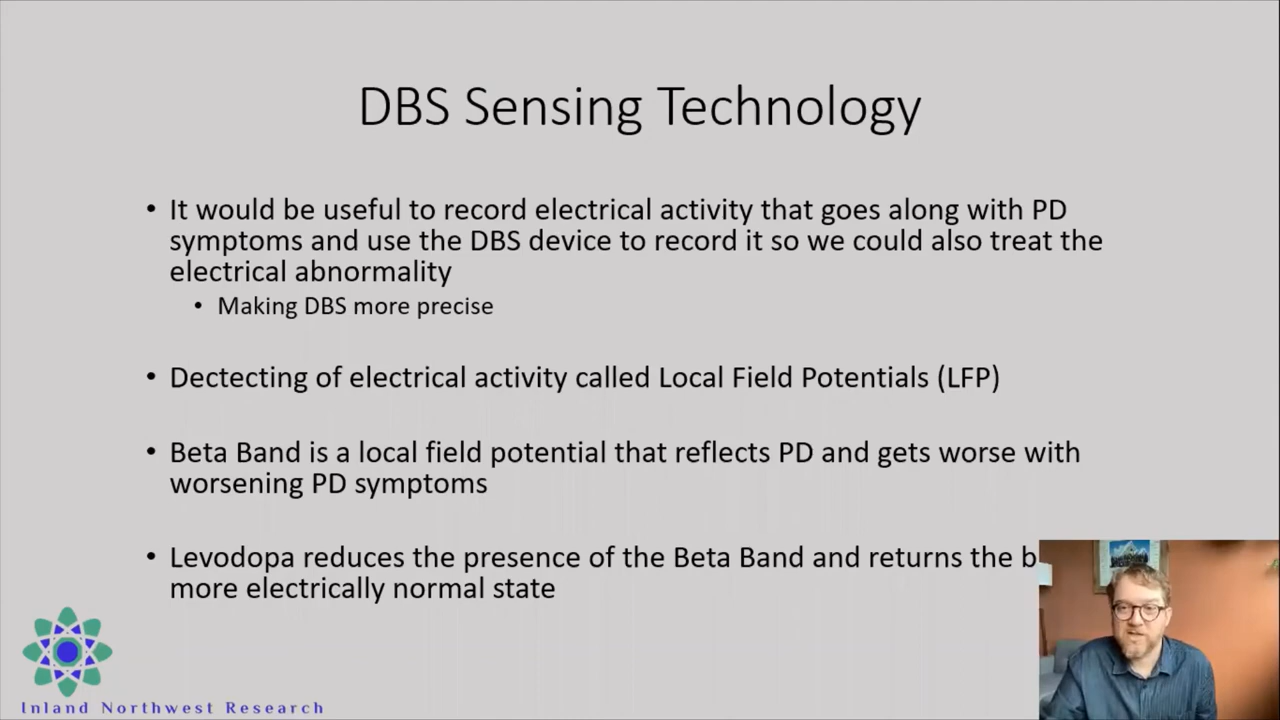 DBS Sensing Technology
• It would be useful to record electrical activity that goes along with PD
symptoms and use the DBS device to record it so we could also treat the
electrical abnormality
• Making DBS more precise
• Dectecting of electrical activity called Local Field Potentials (LFP)
• Beta Band is a local field potential that reflects PD and gets worse with
worsening PD symptoms
• Levodopa reduces the presence of the Beta Band and returns the b
more electrically normal state
Inland Northwest Research